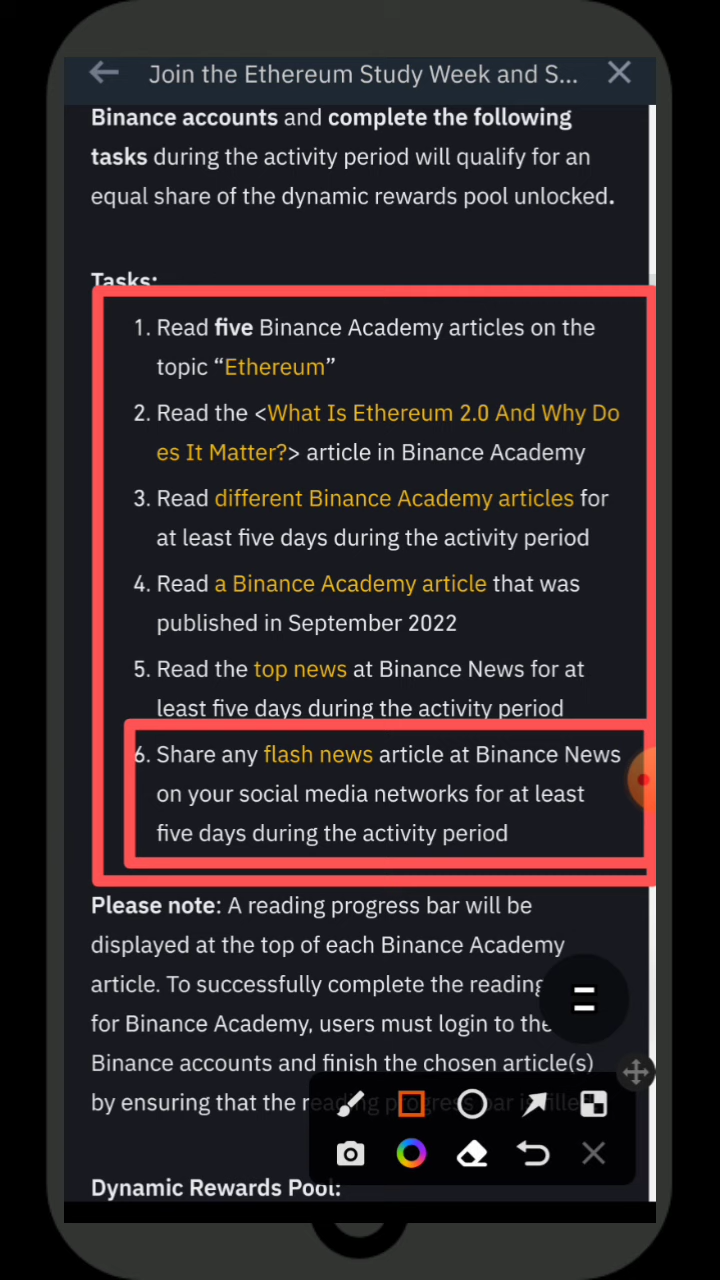 Join the Ethereum Study Week and S...
Binance accounts and complete the following
tasks during the activity period will qualify for an
equal share of the dynamic rewards pool unlocked.
Tasks:
1. Read five Binance Academy articles on the
topic “Ethereum”
2. Read the <What Is Ethereum 2.0 And Why Do
es It Matter?> article in Binance Academy
3. Read different Binance Academy articles for
at least five days during the activity period
4. Read a Binance Academy article that was
published in September 2022
5. Read the top news at Binance News for at
least five days during the activity period
6. Share any flash news article at Binance News
on your social media networks for at least
five days during the activity period
Please note: A reading progress bar will be
displayed at the top of each Binance Academy
article. To successfully complete the reading
for Binance Academy, users must login to the
Binance accounts and finish the chosen article(s)
by ensuring that the reading progress bar is
Dynamic Rewards Pool: